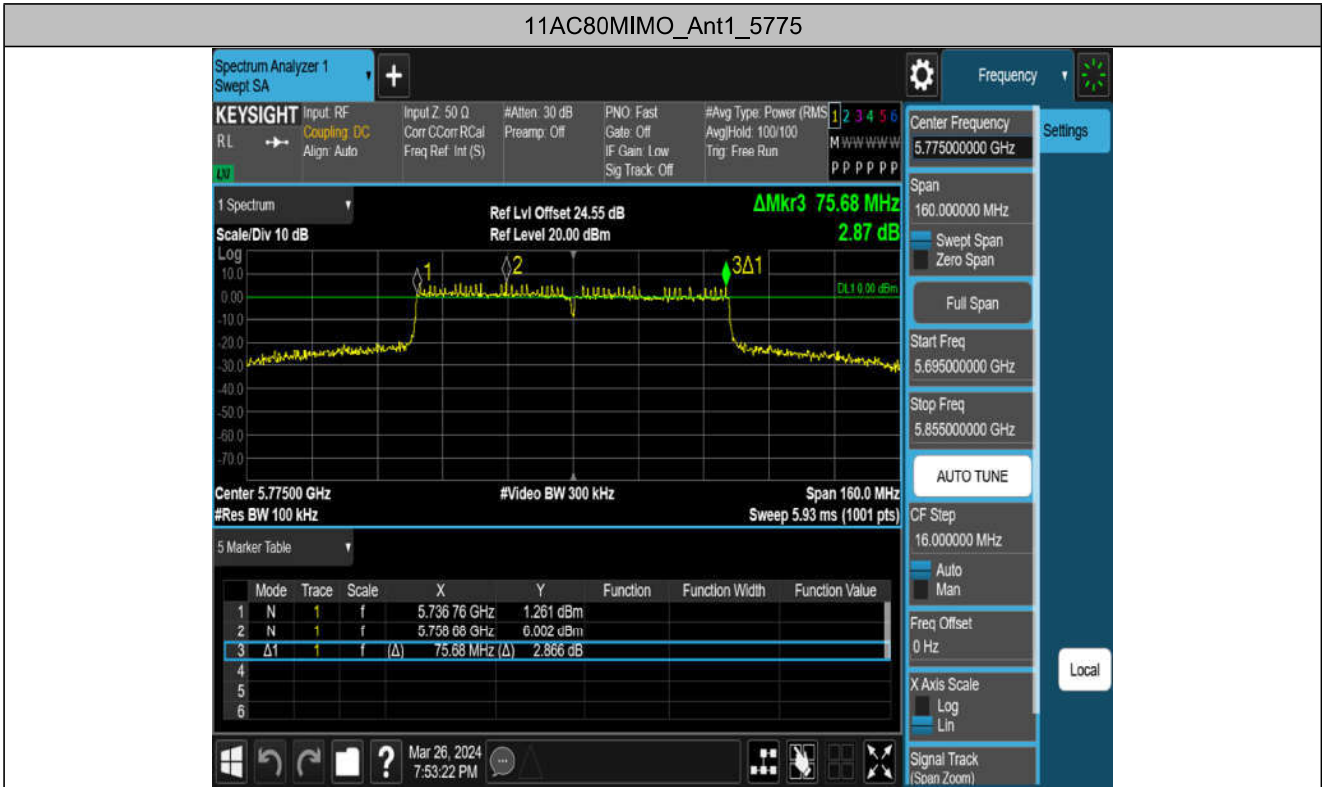 11AC80MIMO_Ant1_5775
Spectrum Analyzer 1
Swept SA
+
Frequency
KEYSIGHT
RL
Input: RF
Coupling: DC
Align: Auto
Input Z: 50 Ω
Corr CCorr RCal
Freq Ref: Int (S)
#Atten: 30 dB
Preamp: Off
PNO: Fast
Gate: Off
IF Gain: Low
Sig Track: Off
#Avg Type: Power (RMS
Avg|Hold: 100/100
Trig: Free Run
1 2 3 4 5 6
M W W W W W
P P P P P P
1 Spectrum
Scale/Div 10 dB
Ref Lvl Offset 24.55 dB
Ref Level 20.00 dBm
ΔMkr3 75.68 MHz
2.87 dB
Log
10.0
0.00
-10.0
-20.0
-30.0
-40.0
-50.0
-60.0
-70.0
1
2
3Δ1
DL1 0.00 dBm
Center 5.77500 GHz
#Res BW 100 kHz
#Video BW 300 kHz
Span 160.0 MHz
Sweep 5.93 ms (1001 pts)
5 Marker Table
Mode Trace Scale X Y Function Function Width Function Value
1 N 1 f 5.736 76 GHz 1.261 dBm
2 N 1 f 5.758 68 GHz 6.002 dBm
3 Δ1 1 f (Δ) 75.68 MHz (Δ) 2.866 dB
4
5
6
Mar 26, 2024
7:53:22 PM
Center Frequency
5.775000000 GHz
Span
160.000000 MHz
Swept Span
Zero Span
Full Span
Start Freq
5.695000000 GHz
Stop Freq
5.855000000 GHz
AUTO TUNE
CF Step
16.000000 MHz
Auto
Man
Freq Offset
0 Hz
X Axis Scale
Log
Lin
Signal Track
(Span Zoom)
Settings
Local